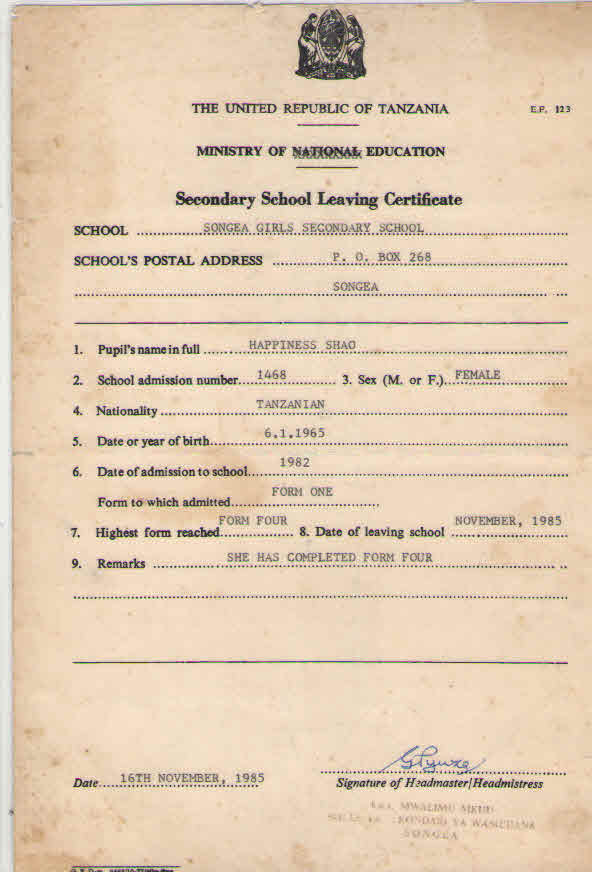 THE UNITED REPUBLIC OF TANZANIA E.F. 123
MINISTRY OF NATIONAL EDUCATION
Secondary School Leaving Certificate
SCHOOL SONGEA GIRLS SECONDARY SCHOOL
SCHOOL'S POSTAL ADDRESS P. O. BOX 268
SONGEA
1. Pupil's name in full HAPPINESS SHAO
2. School admission number 1468 3. Sex (M. or F.) FEMALE
4. Nationality TANZANIAN
5. Date or year of birth 6.1.1965
6. Date of admission to school 1982
Form to which admitted FORM ONE
7. Highest form reached FORM FOUR 8. Date of leaving school NOVEMBER, 1985
9. Remarks SHE HAS COMPLETED FORM FOUR
Date 16TH NOVEMBER, 1985 Signature of Headmaster/Headmistress
MWALIMU MKUU
YA WASICHANA
SONGEA